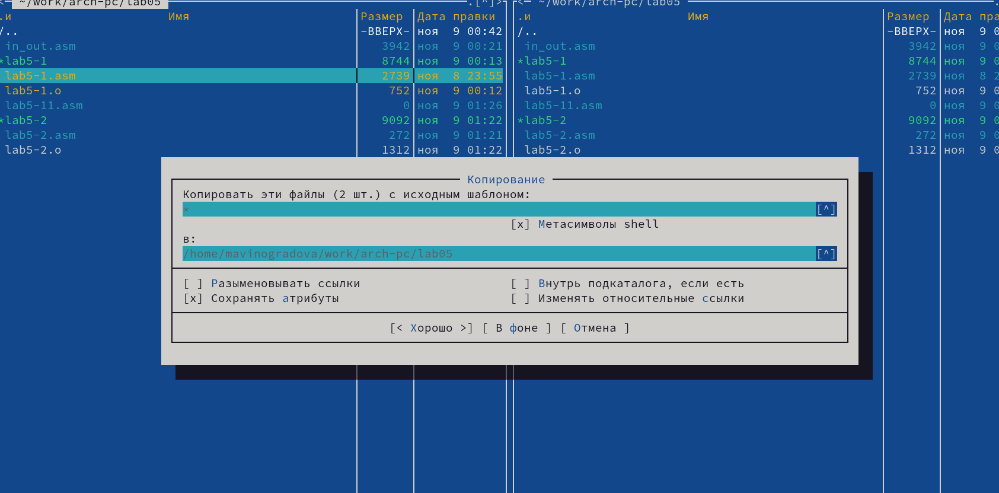 <─ ~/work/arch-pc/lab05 ─.[^]> <─ ~/work/arch-pc/lab05
.и Имя Размер Дата правки .и Имя Размер Дата пра
/.. -ВВЕРХ- ноя 9 00:42 /.. -ВВЕРХ- ноя 9 0
in_out.asm 3942 ноя 9 00:21 in_out.asm 3942 ноя 9 0
*lab5-1 8744 ноя 9 00:13 *lab5-1 8744 ноя 9 0
lab5-1.asm 2739 ноя 8 23:55 lab5-1.asm 2739 ноя 8 2
lab5-1.o 752 ноя 9 00:12 lab5-1.o 752 ноя 9 0
lab5-11.asm 0 ноя 9 01:26 lab5-11.asm 0 ноя 9 0
*lab5-2 9092 ноя 9 01:22 *lab5-2 9092 ноя 9 0
lab5-2.asm 272 ноя 9 01:21 lab5-2.asm 272 ноя 9 0
lab5-2.o 1312 ноя 9 01:22 lab5-2.o 1312 ноя 9 0
Копирование
Копировать эти файлы (2 шт.) с исходным шаблоном:
* [^]
[x] Метасимволы shell
в:
/home/mavinogradova/work/arch-pc/lab05 [^]
[ ] Разыменовывать ссылки [ ] Внутрь подкаталога, если есть
[x] Сохранять атрибуты [ ] Изменять относительные ссылки
[< Хорошо >] [ В фоне ] [ Отмена ]